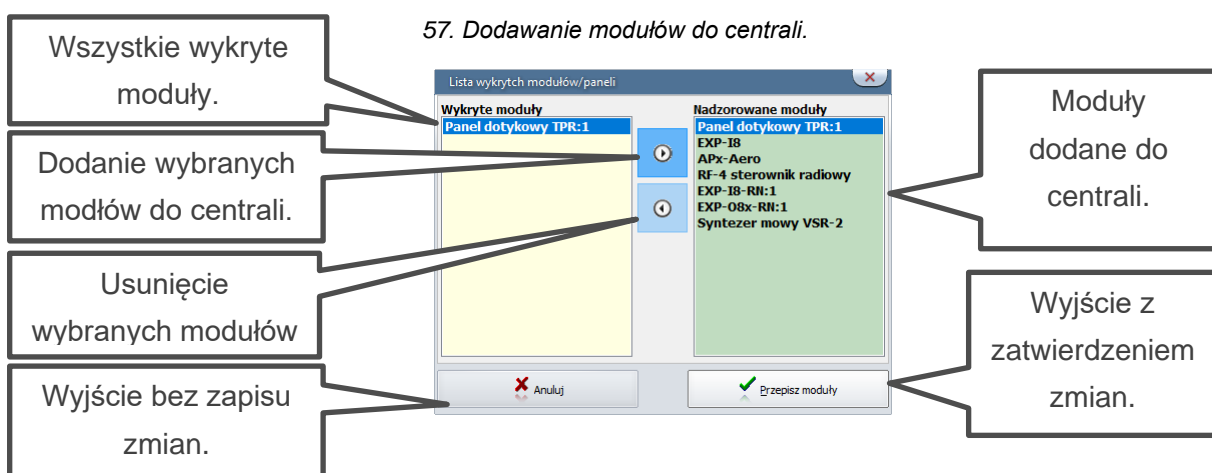 57. Dodawanie modułów do centrali.
Wszystkie wykryte
moduły.
Dodanie wybranych
modłów do centrali.
Usunięcie
wybranych modułów
Wyjście bez zapisu
zmian.
Lista wykrytch modułów/paneli
Wykryte moduły
Panel dotykowy TPR:1
Nadzorowane moduły
Panel dotykowy TPR:1
EXP-I8
APx-Aero
RF-4 sterownik radiowy
EXP-I8-RN:1
EXP-O8x-RN:1
Syntezer mowy VSR-2
Anuluj
Przepisz moduły
Moduły
dodane do
centrali.
Wyjście z
zatwierdzeniem
zmian.